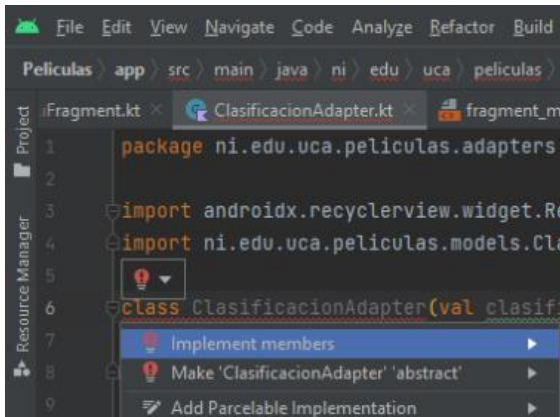 File Edit View Navigate Code Analyze Refactor Build
Peliculas app src main java ni edu uca peliculas
Project
Resource Manager
Fragment.kt ClasificacionAdapter.kt fragment_m
1 package ni.edu.uca.peliculas.adapters
2
3 import androidx.recyclerview.widget.Re
4 import ni.edu.uca.peliculas.models.Cla
5
6 class ClasificacionAdapter(val clasifi
7 Implement members
8 Make 'ClasificacionAdapter' 'abstract'
9 Add Parcelable Implementation